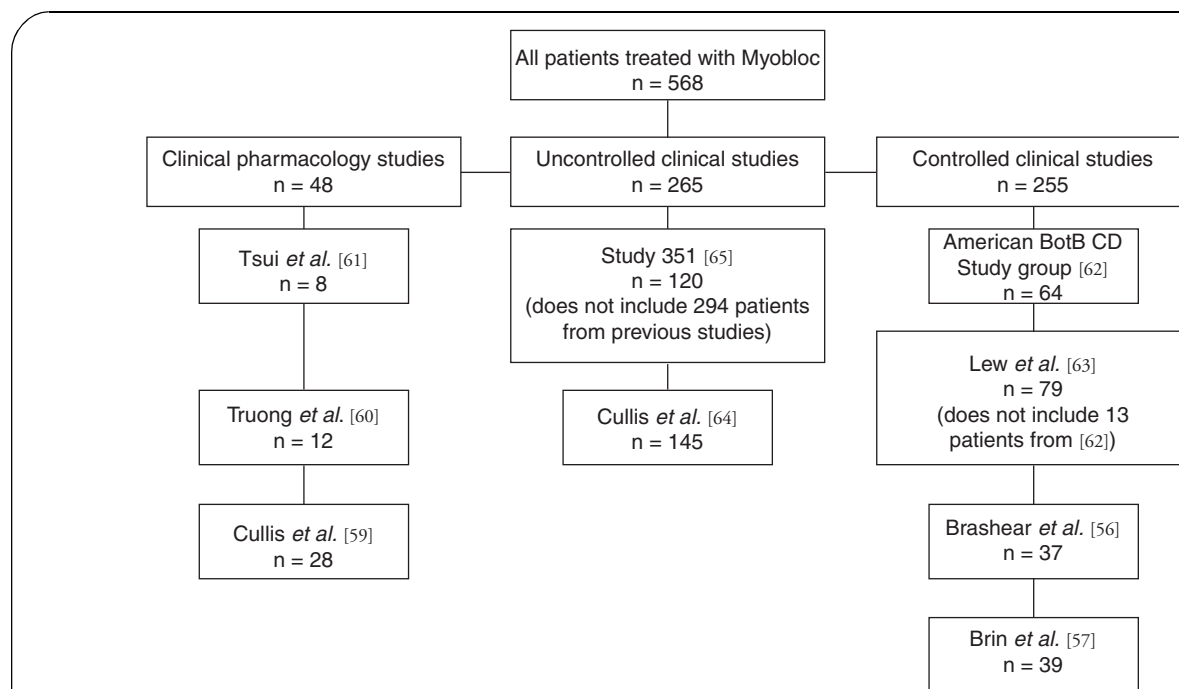 All patients treated with Myobloc
n = 568
Clinical pharmacology studies
n = 48
Uncontrolled clinical studies
n = 265
Controlled clinical studies
n = 255
Tsui et al. [61]
n = 8
Truong et al. [60]
n = 12
Cullis et al. [59]
n = 28
Study 351 [65]
n = 120
(does not include 294 patients
from previous studies)
Cullis et al. [64]
n = 145
American BotB CD
Study group [62]
n = 64
Lew et al. [63]
n = 79
(does not include 13
patients from [62])
Brashear et al. [56]
n = 37
Brin et al. [57]
n = 39